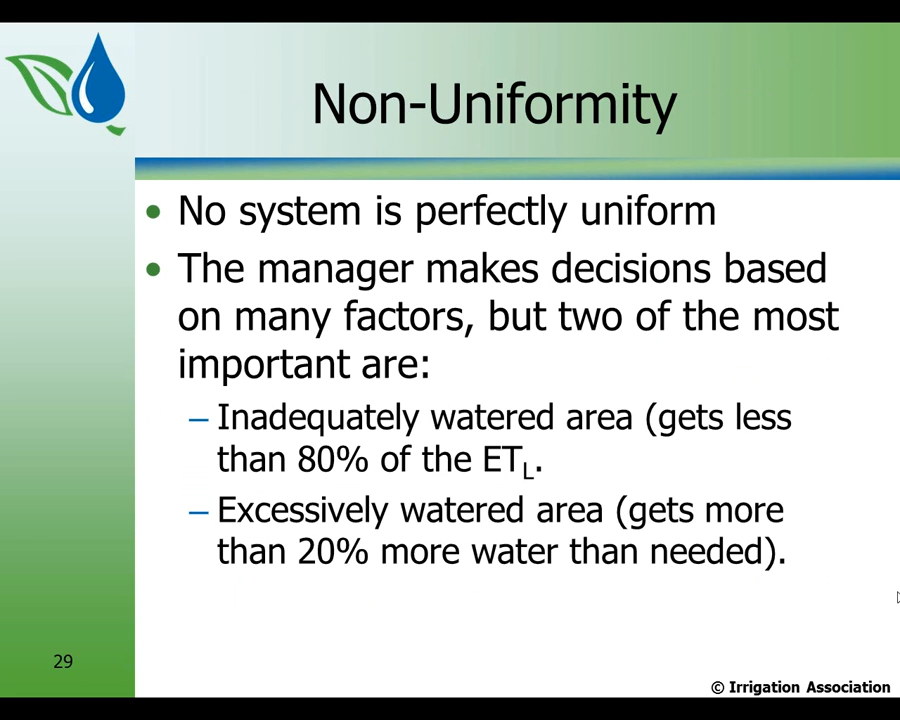 Non-Uniformity
• No system is perfectly uniform
• The manager makes decisions based
on many factors, but two of the most
important are:
– Inadequately watered area (gets less
than 80% of the ETL.
– Excessively watered area (gets more
than 20% more water than needed).
29
© Irrigation Association